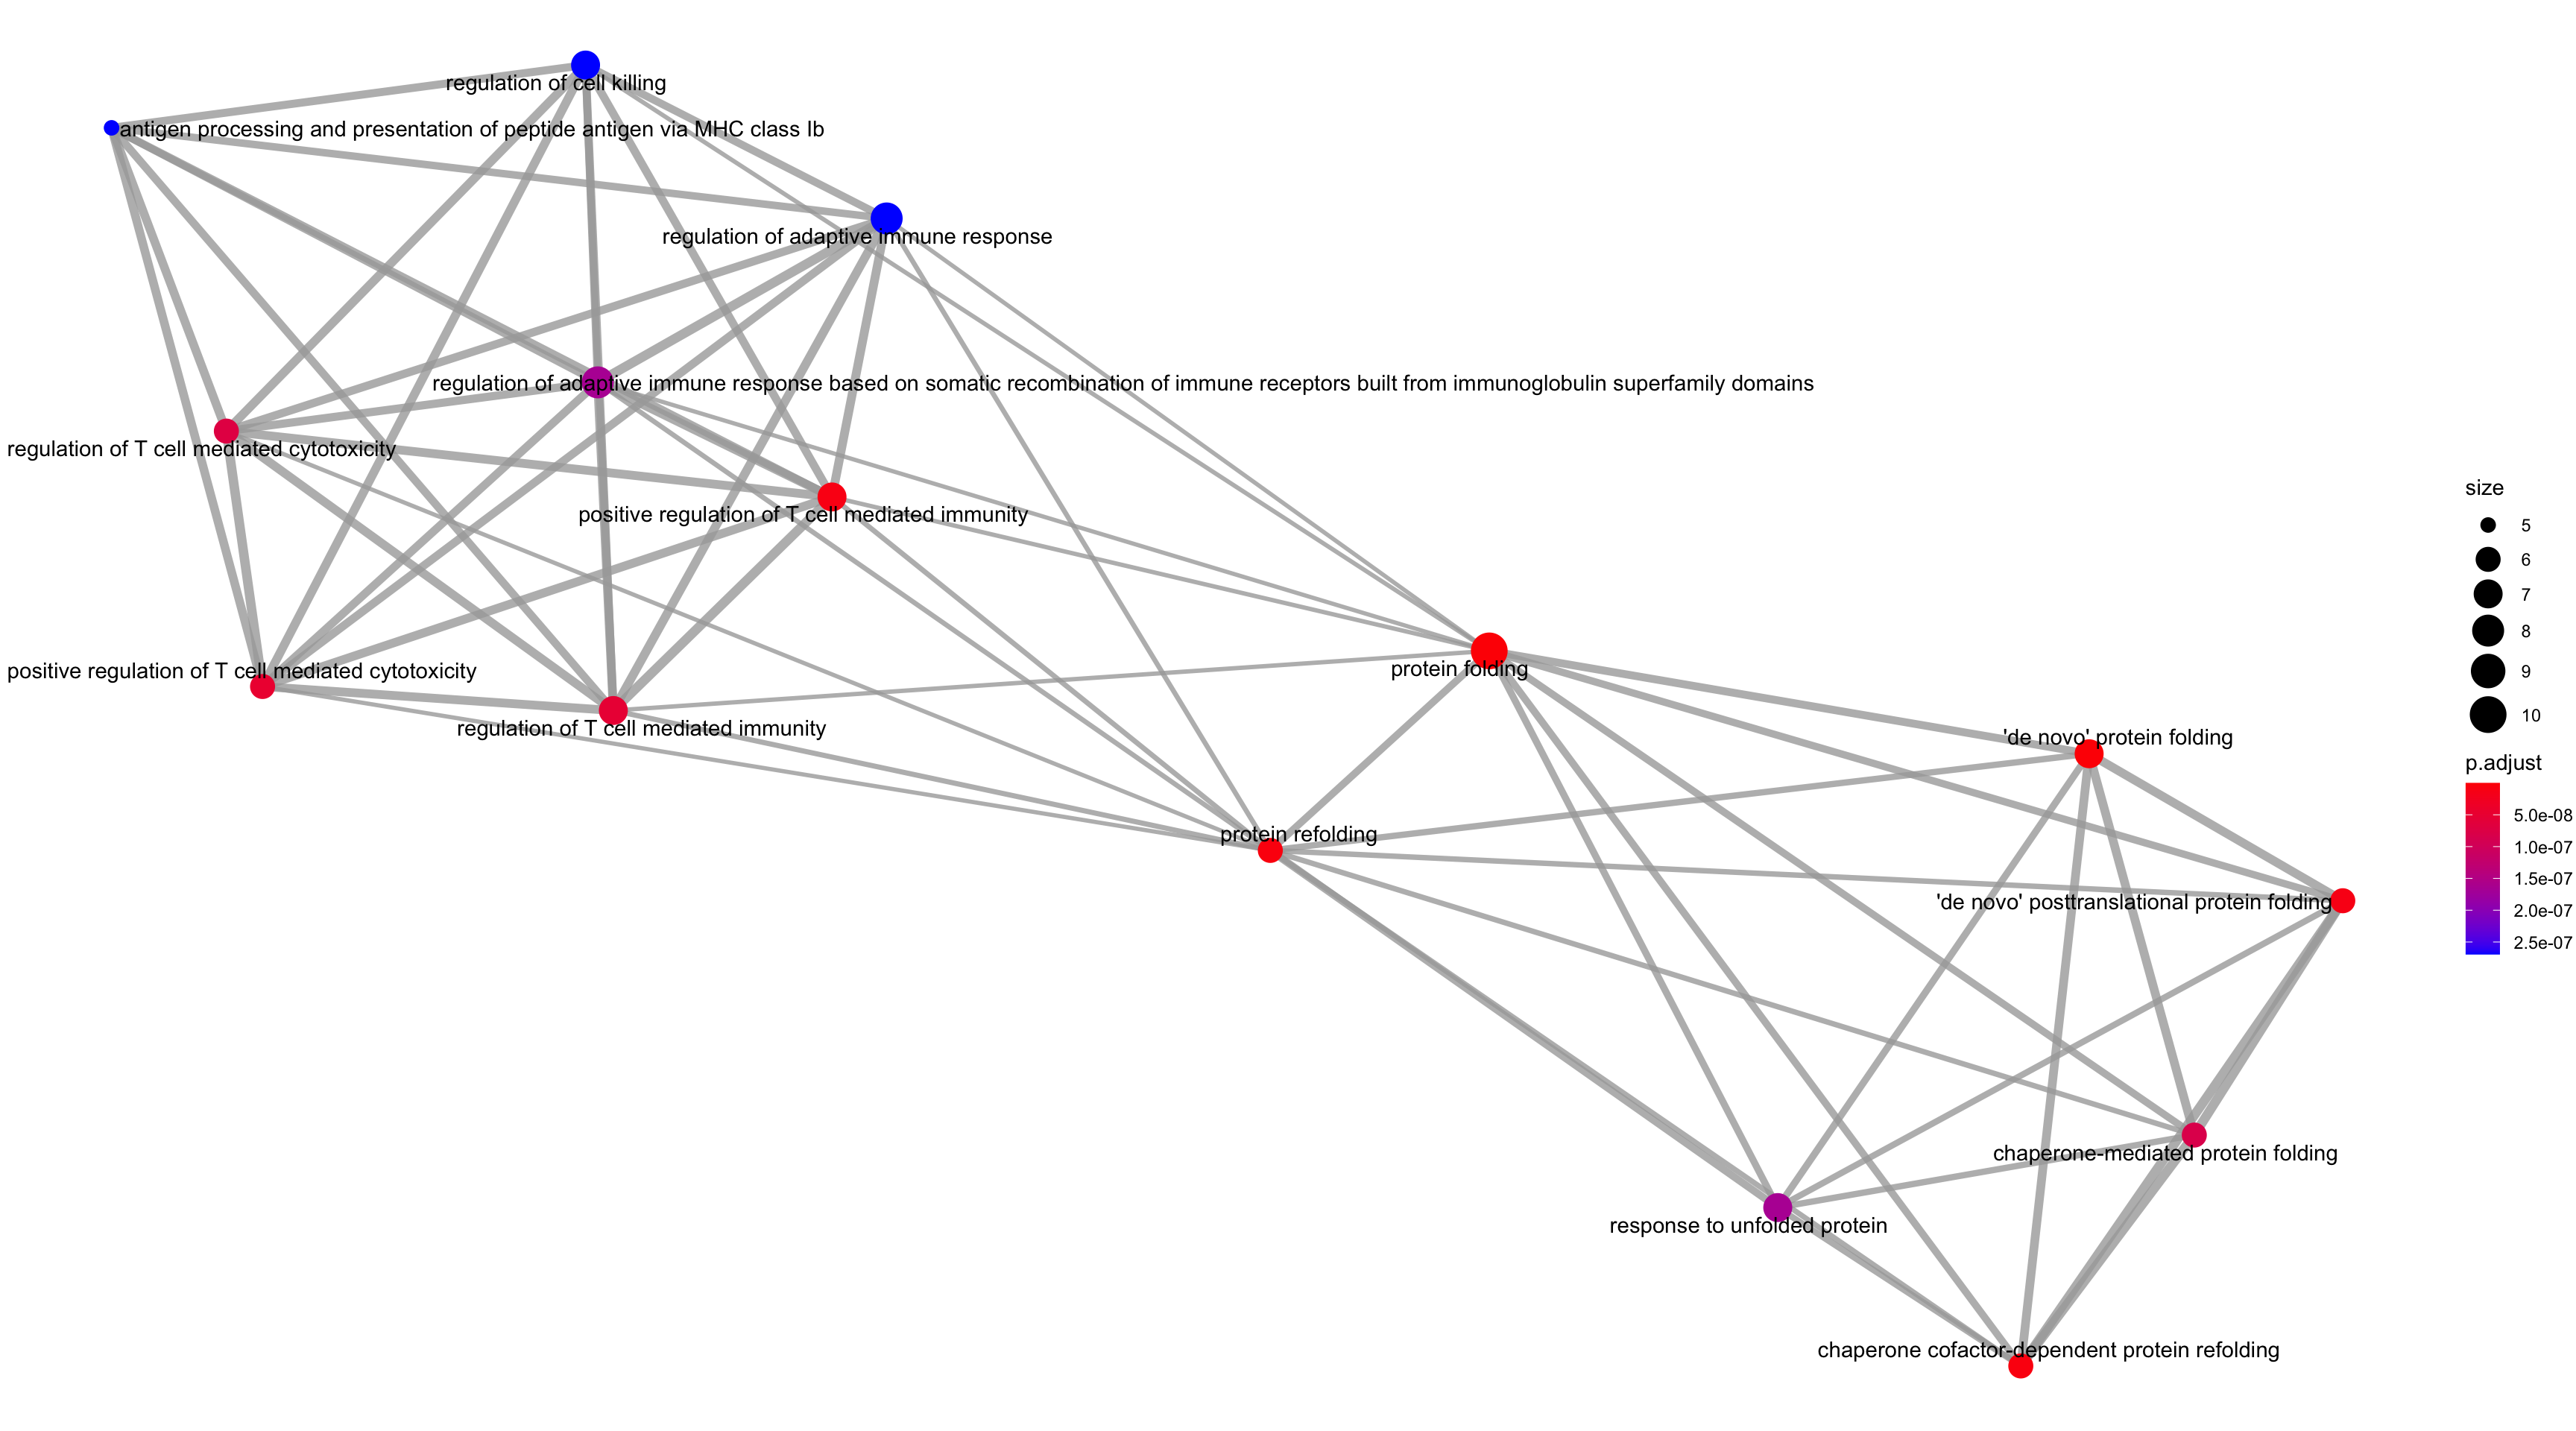 regulation of cell killing
antigen processing and presentation of peptide antigen via MHC class Ib
regulation of adaptive immune response
regulation of adaptive immune response based on somatic recombination of immune receptors built from immunoglobulin superfamily domains
regulation of T cell mediated cytotoxicity
positive regulation of T cell mediated immunity
positive regulation of T cell mediated cytotoxicity
regulation of T cell mediated immunity
protein folding
'de novo' protein folding
protein refolding
'de novo' posttranslational protein folding
chaperone-mediated protein folding
response to unfolded protein
chaperone cofactor-dependent protein refolding
size
5
6
7
8
9
10
p.adjust
5.0e-08
1.0e-07
1.5e-07
2.0e-07
2.5e-07